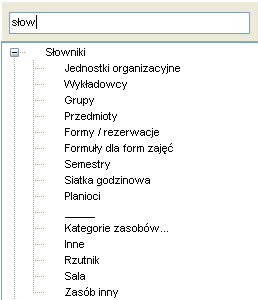 słow
Słowniki
Jednostki organizacyjne
Wykładowcy
Grupy
Przedmioty
Formy / rezerwacje
Formuły dla form zajęć
Semestry
Siatka godzinowa
Planioci
_____
Kategorie zasobów...
Inne
Rzutnik
Sala
Zasób inny